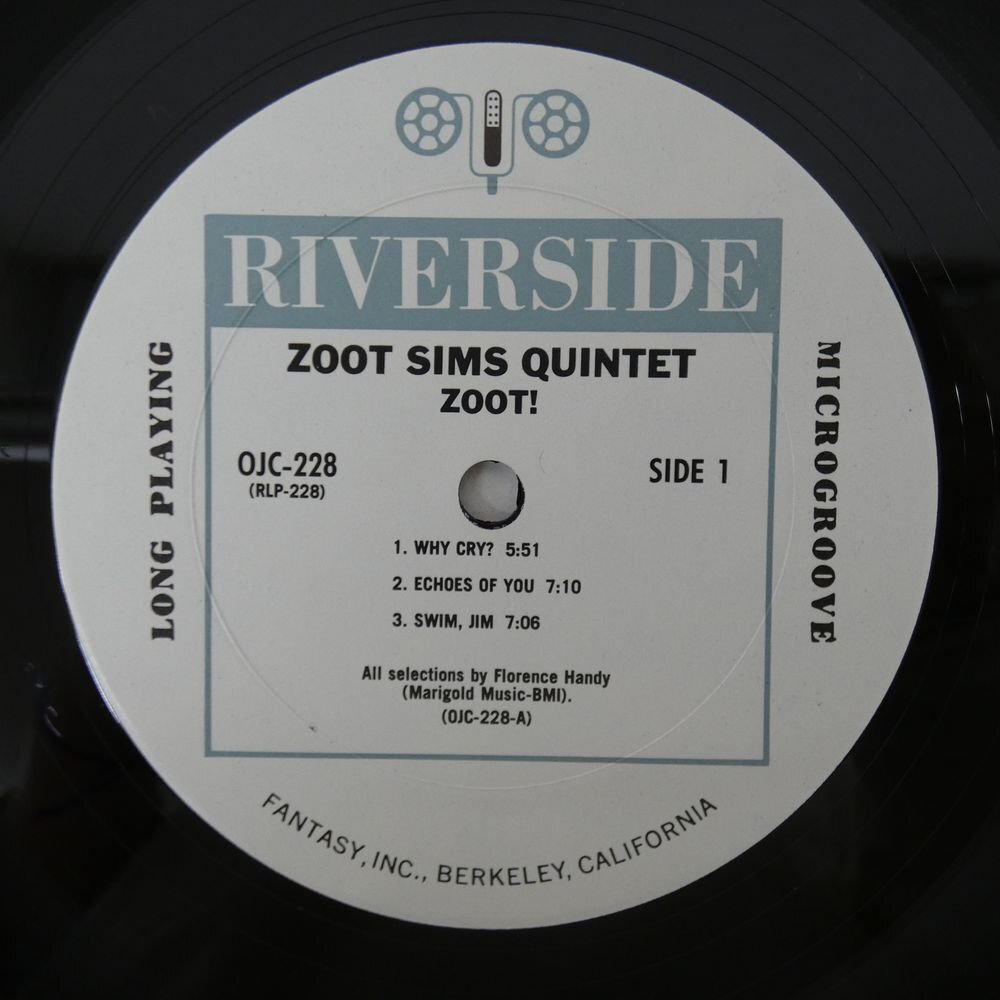 RIVERSIDE
ZOOT SIMS QUINTET
ZOOT!
OJC-228
(RLP-228)
SIDE 1
1. WHY CRY? 5:51
2. ECHOES OF YOU 7:10
3. SWIM, JIM 7:06
All selections by Florence Handy
(Marigold Music-BMI).
(OJC-228-A)
LONG PLAYING
MICROGROOVE
FANTASY, INC., BERKELEY, CALIFORNIA